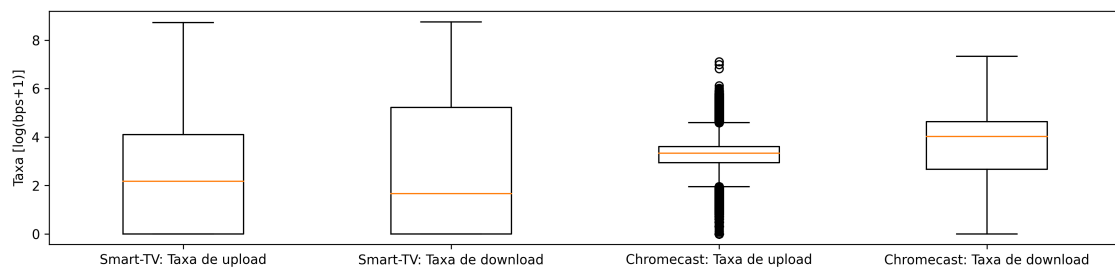 Taxa [log(bps+1)]
8
6
4
2
0
Smart-TV: Taxa de upload
Smart-TV: Taxa de download
Chromecast: Taxa de upload
Chromecast: Taxa de download